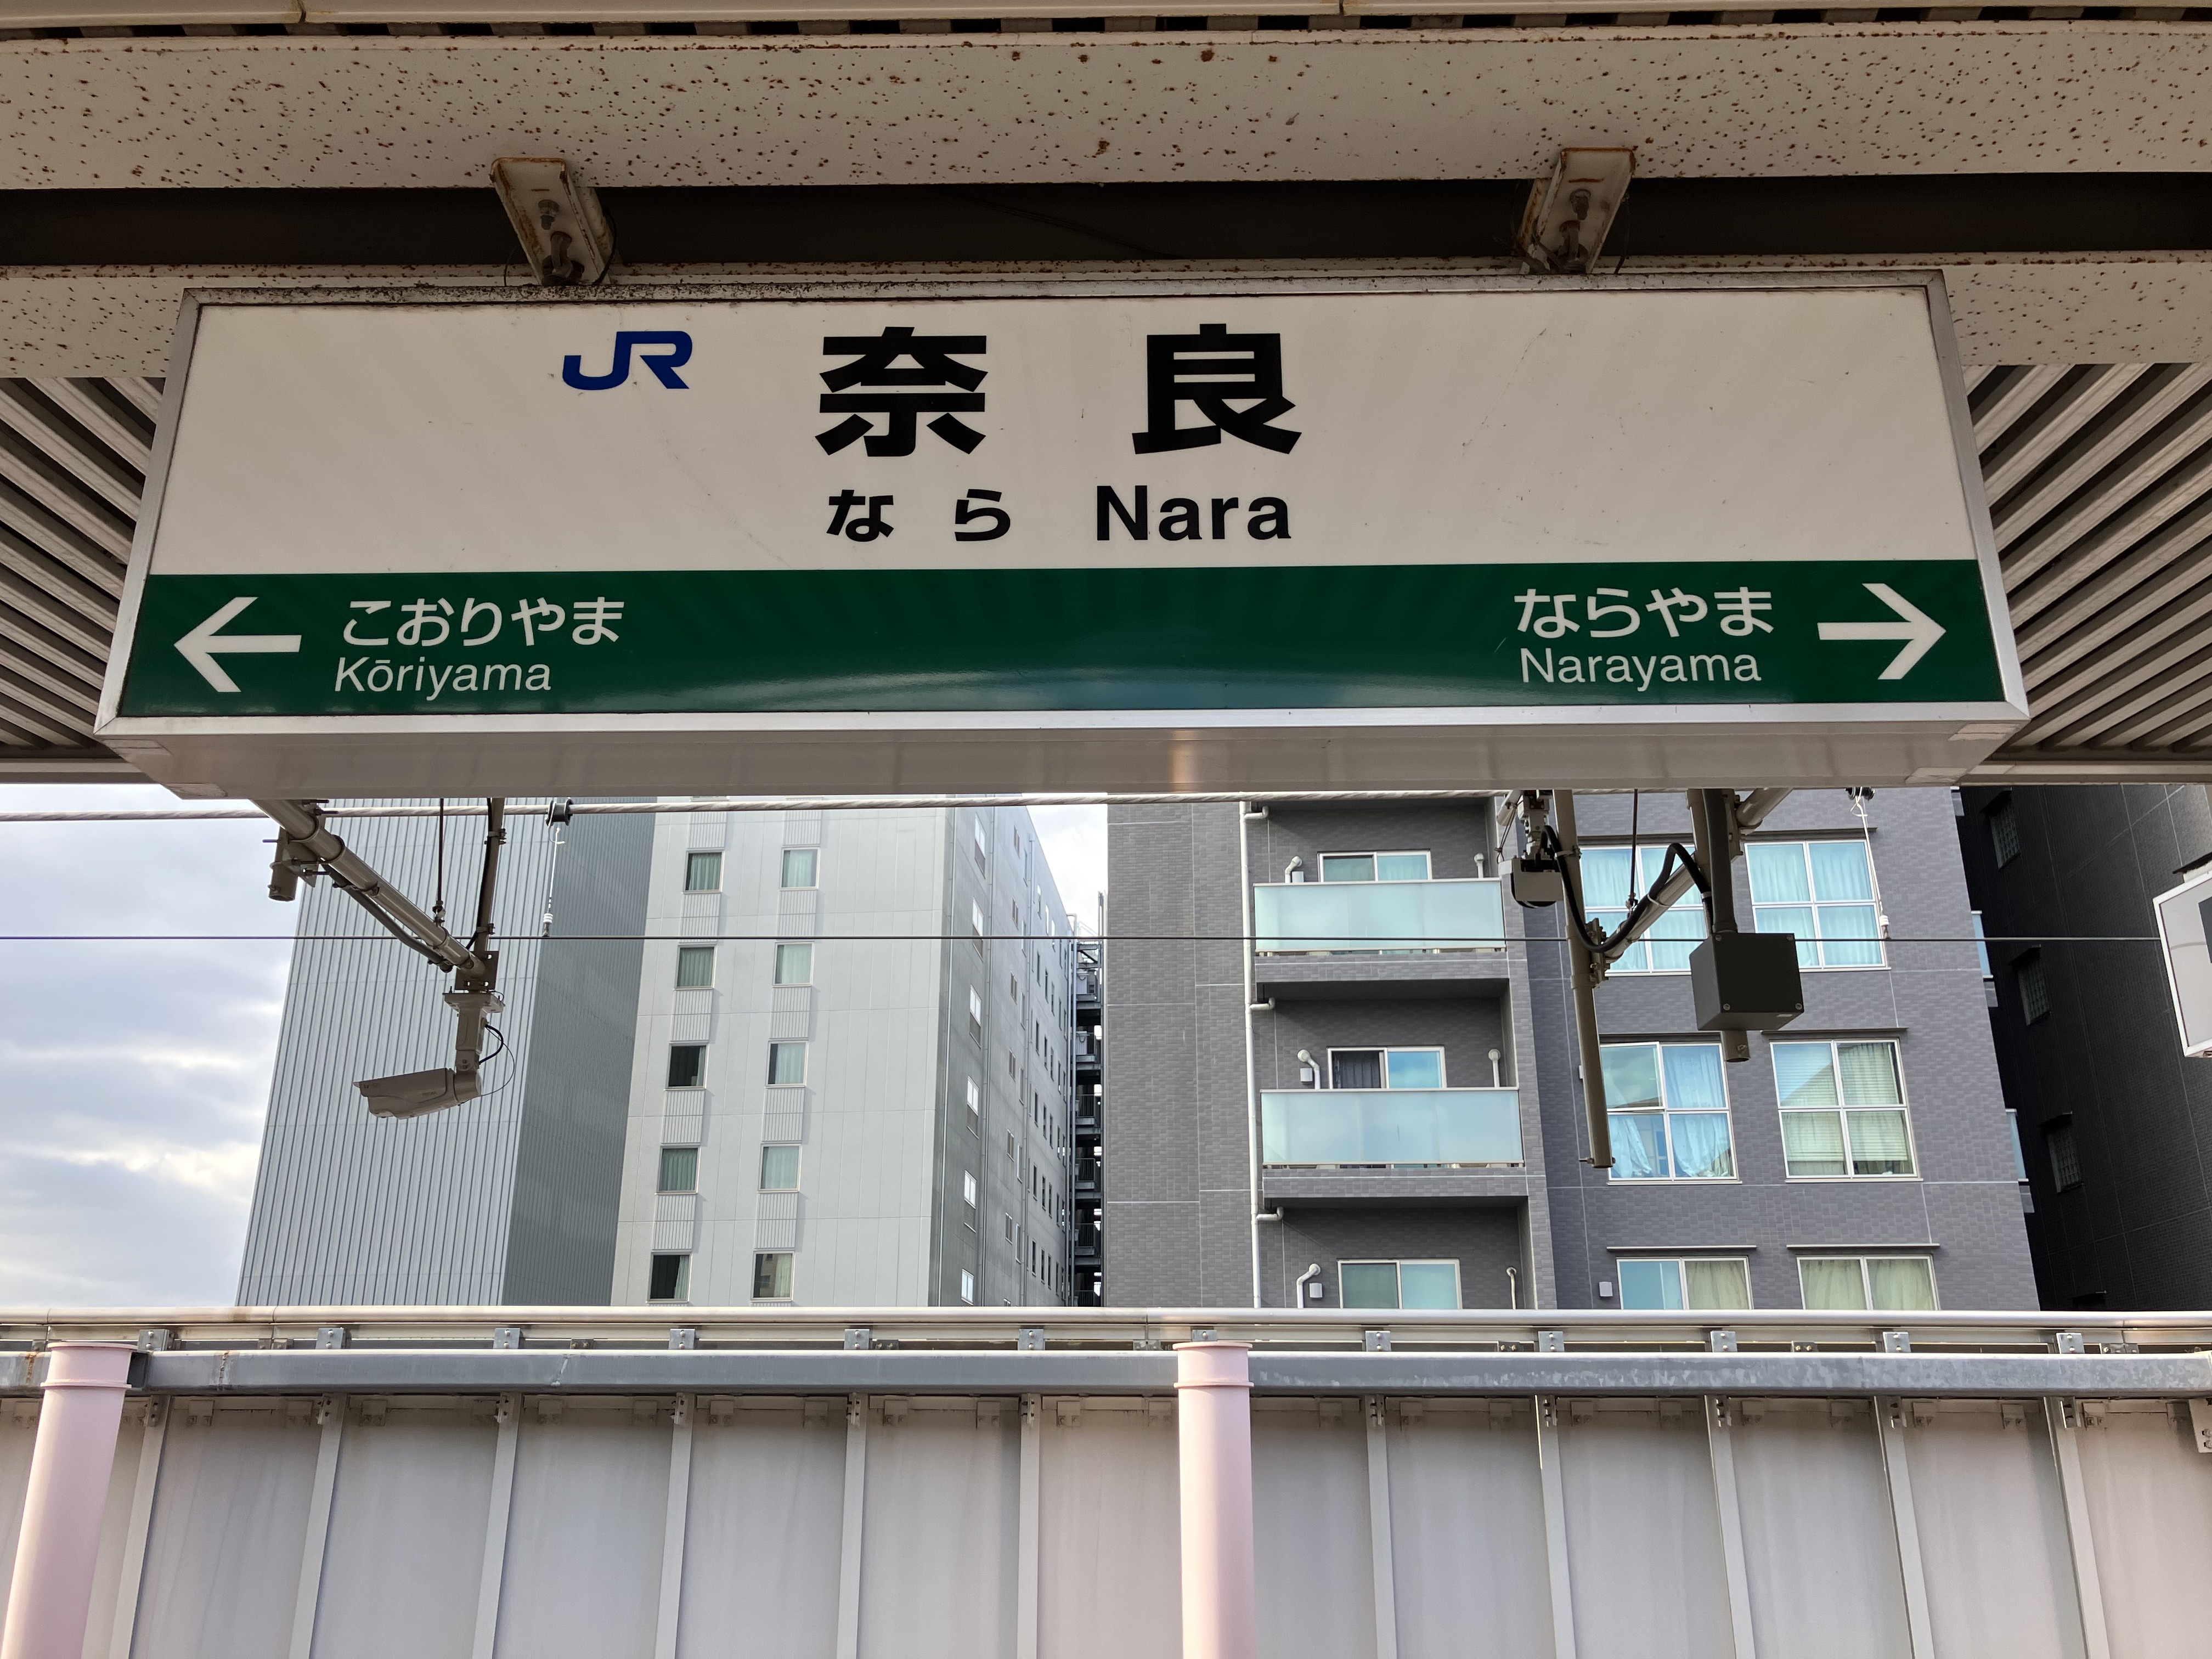 JR 奈良
なら Nara
← こおりやま ならやま →
Kōriyama Narayama